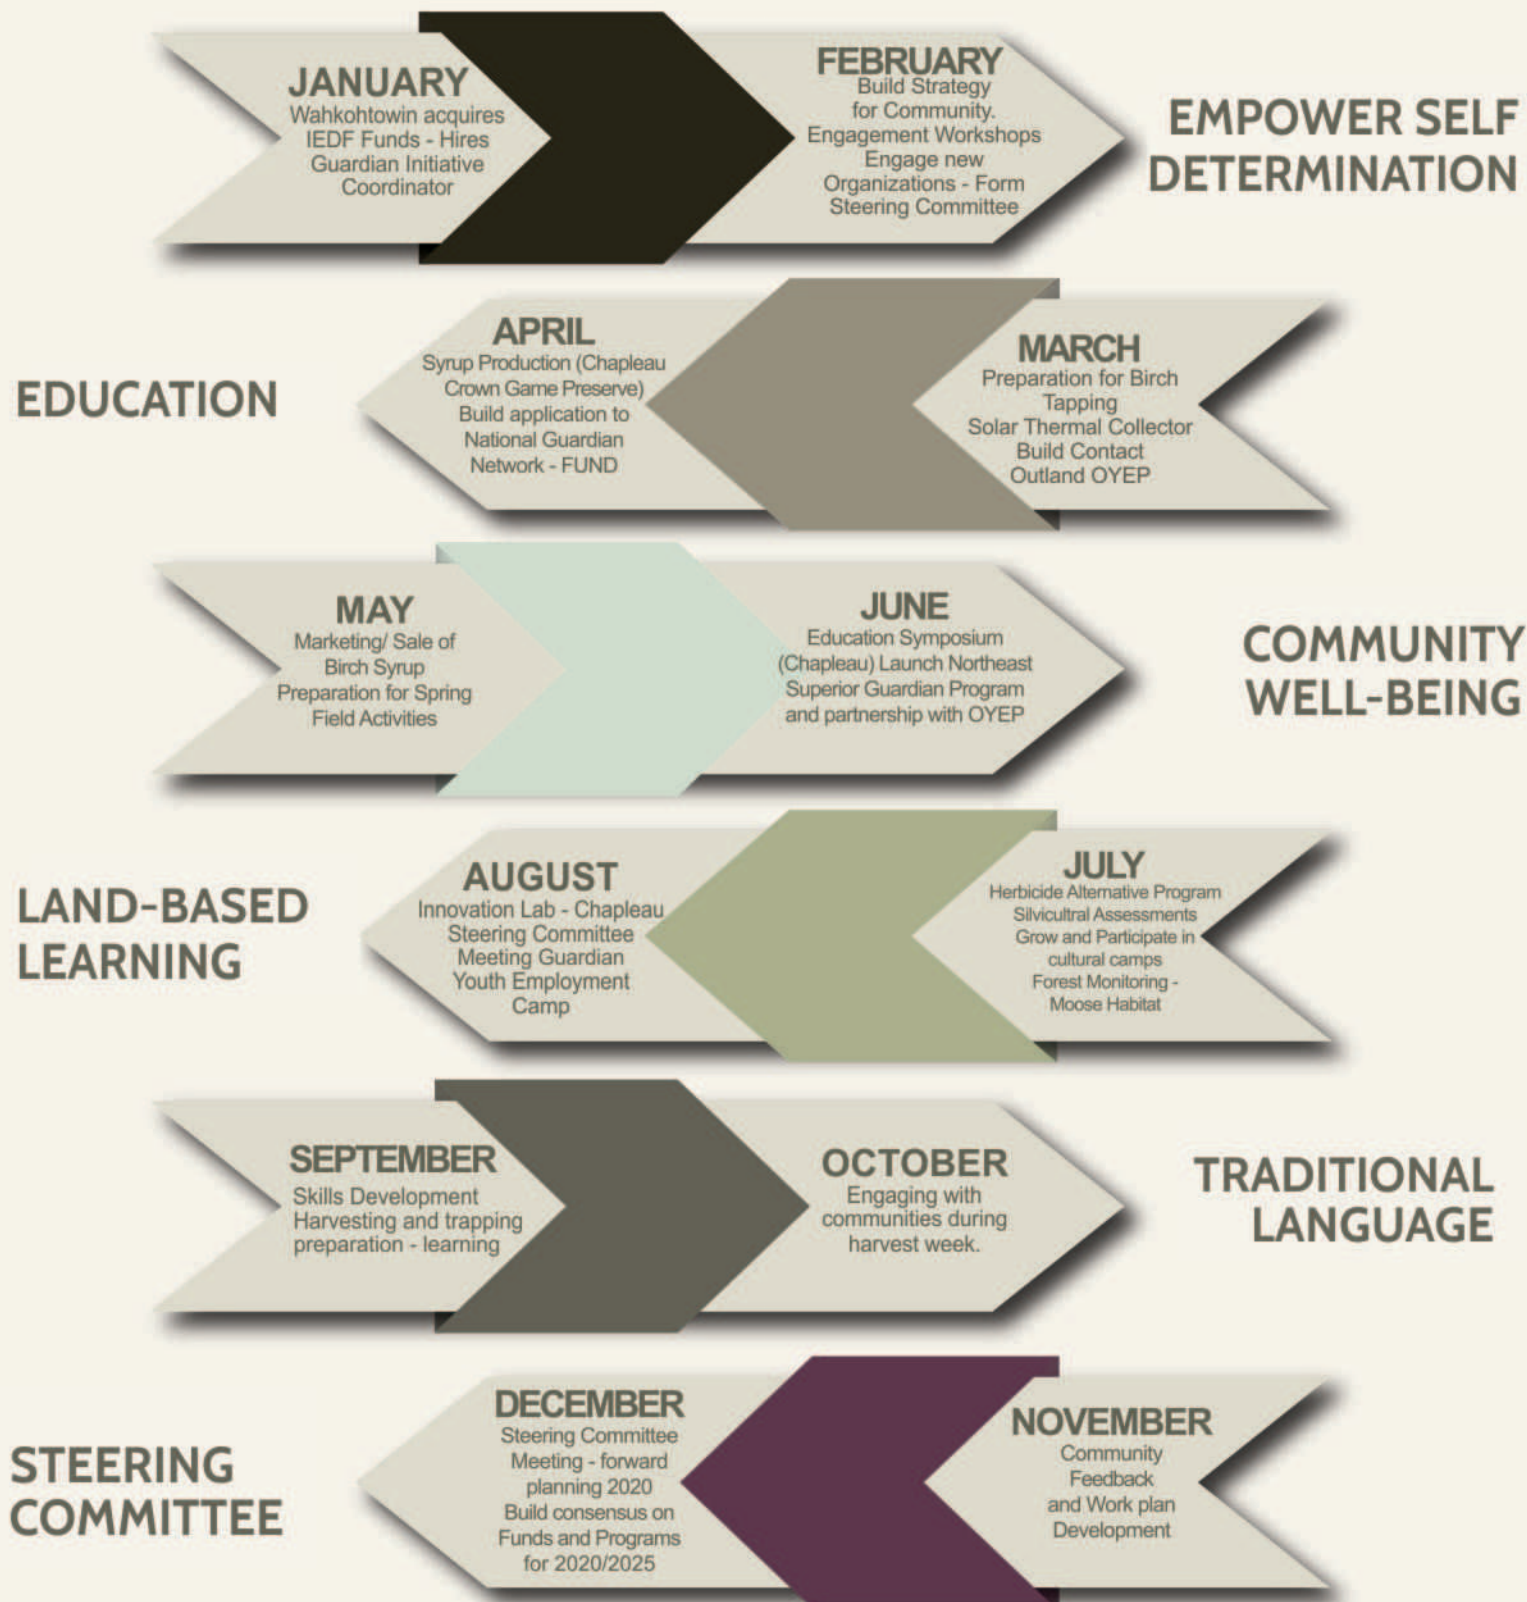 JANUARY
Wahkohtowin acquires
IEDF Funds - Hires
Guardian Initiative
Coordinator
FEBRUARY
Build Strategy
for Community.
Engagement Workshops
Engage new
Organizations - Form
Steering Committee
EMPOWER SELF
DETERMINATION
EDUCATION
APRIL
Syrup Production (Chapleau
Crown Game Preserve)
Build application to
National Guardian
Network - FUND
MARCH
Preparation for Birch
Tapping
Solar Thermal Collector
Build Contact
Outland OYEP
MAY
Marketing/ Sale of
Birch Syrup
Preparation for Spring
Field Activities
JUNE
Education Symposium
(Chapleau) Launch Northeast
Superior Guardian Program
and partnership with OYEP
COMMUNITY
WELL-BEING
LAND-BASED
LEARNING
AUGUST
Innovation Lab - Chapleau
Steering Committee
Meeting Guardian
Youth Employment
Camp
JULY
Herbicide Alternative Program
Silvicultral Assessments
Grow and Participate in
cultural camps
Forest Monitoring -
Moose Habitat
SEPTEMBER
Skills Development
Harvesting and trapping
preparation - learning
OCTOBER
Engaging with
communities during
harvest week.
TRADITIONAL
LANGUAGE
STEERING
COMMITTEE
DECEMBER
Steering Committee
Meeting - forward
planning 2020
Build consensus on
Funds and Programs
for 2020/2025
NOVEMBER
Community
Feedback
and Work plan
Development